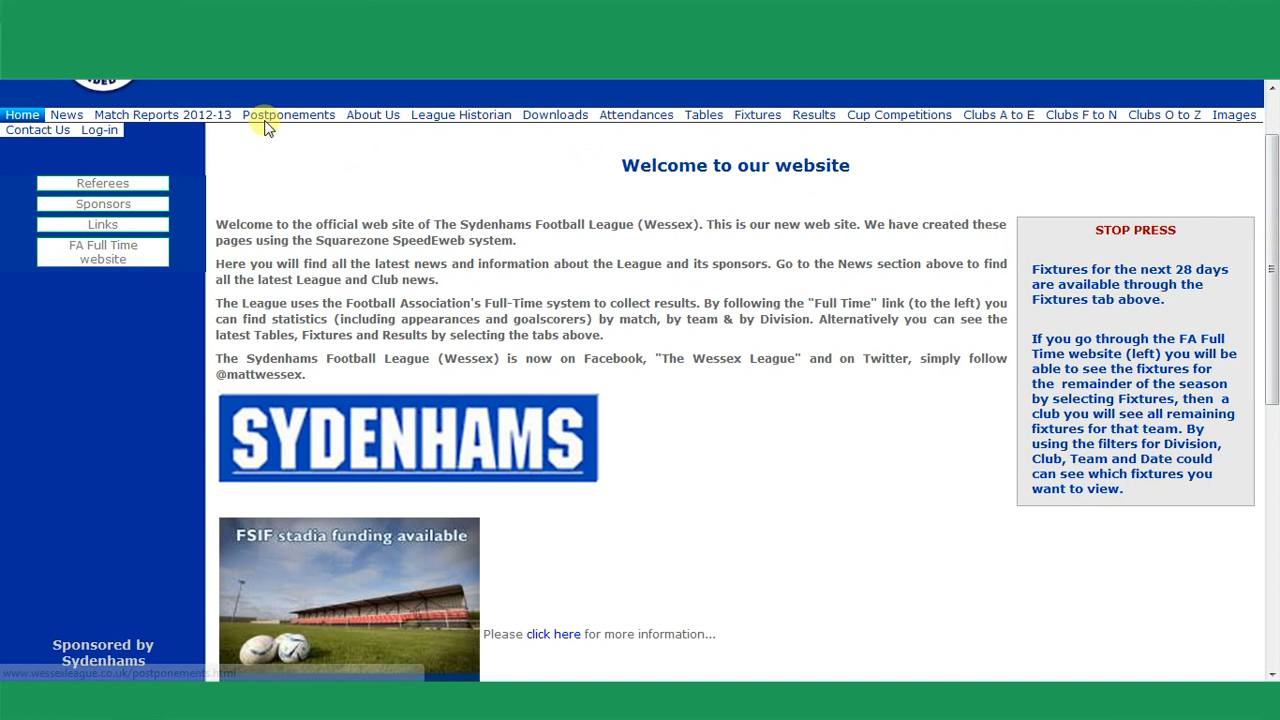 Home News Match Reports 2012-13 Postponements About Us League Historian Downloads Attendances Tables Fixtures Results Cup Competitions Clubs A to E Clubs F to N Clubs O to Z Images
Contact Us Log-in
Referees
Sponsors
Links
FA Full Time
website
Sponsored by
Sydenhams
Welcome to our website
Welcome to the official web site of The Sydenhams Football League (Wessex). This is our new web site. We have created these
pages using the Squarezone SpeedEweb system.
Here you will find all the latest news and information about the League and its sponsors. Go to the News section above to find
all the latest League and Club news.
The League uses the Football Association's Full-Time system to collect results. By following the "Full Time" link (to the left) you
can find statistics (including appearances and goalscorers) by match, by team & by Division. Alternatively you can see the
latest Tables, Fixtures and Results by selecting the tabs above.
The Sydenhams Football League (Wessex) is now on Facebook, "The Wessex League" and on Twitter, simply follow
@mattwessex.
SYDENHAMS
FSIF stadia funding available
Please click here for more information...
STOP PRESS
Fixtures for the next 28 days
are available through the
Fixtures tab above.
If you go through the FA Full
Time website (left) you will be
able to see the fixtures for
the remainder of the season
by selecting Fixtures, then a
club you will see all remaining
fixtures for that team. By
using the filters for Division,
Club, Team and Date could
can see which fixtures you
want to view.
www.wessexleague.co.uk/postponements.html